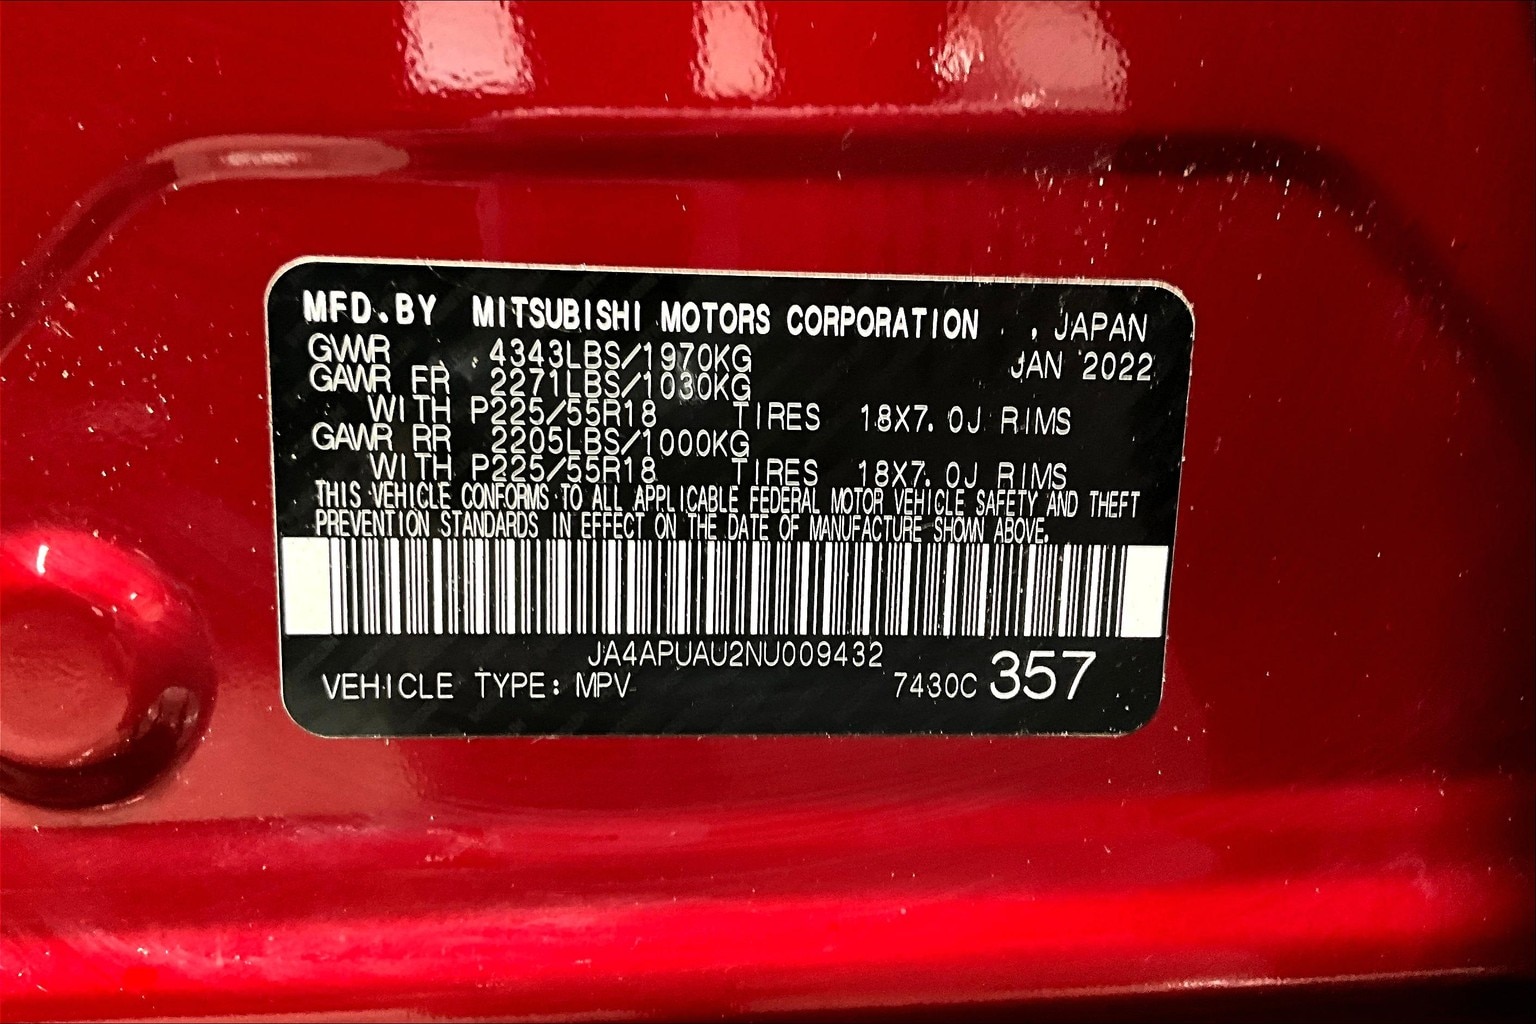 MFD.BY MITSUBISHI MOTORS CORPORATION , JAPAN
GVWR 4343LBS/1970KG JAN 2022
GAWR FR 2271LBS/1030KG
WITH P225/55R18 TIRES 18X7.0J RIMS
GAWR RR 2205LBS/1000KG
WITH P225/55R18 TIRES 18X7.0J RIMS
THIS VEHICLE CONFORMS TO ALL APPLICABLE FEDERAL MOTOR VEHICLE SAFETY AND THEFT
PREVENTION STANDARDS IN EFFECT ON THE DATE OF MANUFACTURE SHOWN ABOVE.
JA4APUAU2NU009432
VEHICLE TYPE: MPV 7430C 357